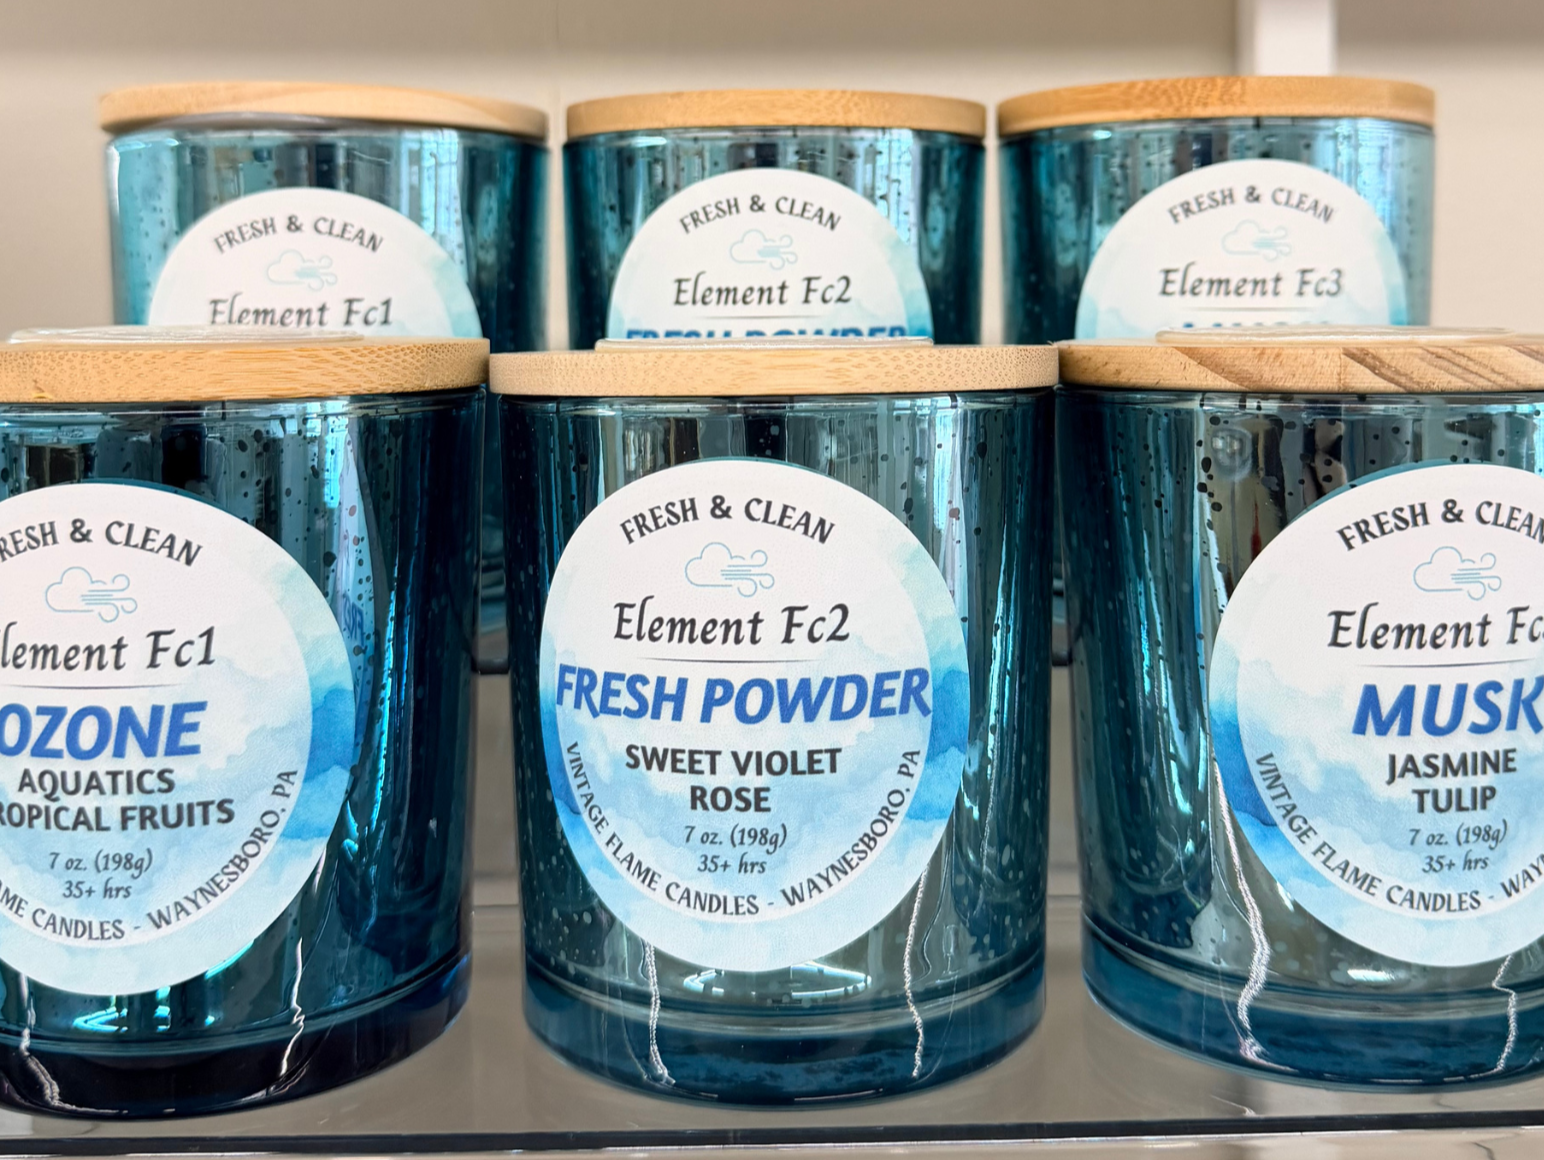 FRESH & CLEAN
Element Fc1
FRESH & CLEAN
Element Fc2
FRESH POWDER
FRESH & CLEAN
Element Fc3
RESH & CLEAN
lement Fc1
OZONE
AQUATICS
ROPICAL FRUITS
7 oz. (198g)
35+ hrs
AME CANDLES - WAYNESBORO, PA
FRESH & CLEAN
Element Fc2
FRESH POWDER
SWEET VIOLET
ROSE
7 oz. (198g)
35+ hrs
VINTAGE FLAME CANDLES - WAYNESBORO, PA
FRESH & CLEAN
Element Fc
MUSK
JASMINE
TULIP
7 oz. (198g)
35+ hrs
VINTAGE FLAME CANDLES - WAY